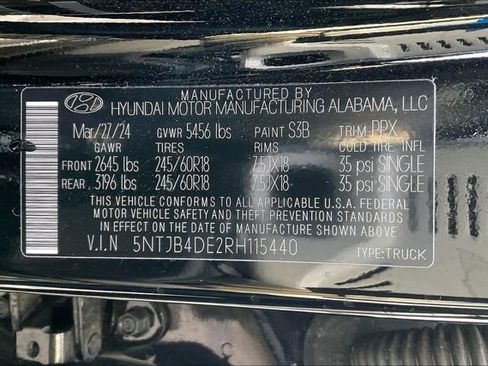 MANUFACTURED BY
HYUNDAI MOTOR MANUFACTURING ALABAMA, LLC
Mar/27/24 GVWR 5456 lbs PAINT S3B TRIM PPX
GAWR TIRES RIMS COLD TIRE INFL
FRONT 2645 lbs 245/60R18 7.5JX18 35 psi SINGLE
REAR. 3196 lbs 245/60R18 7.5JX18 35 psi SINGLE
THIS VEHICLE CONFORMS TO ALL APPLICABLE U.S.A. FEDERAL
MOTOR VEHICLE SAFETY AND THEFT PREVENTION STANDARDS
IN EFFECT ON THE DATE OF MANUFACTURE SHOWN ABOVE.
V.I.N 5NTJB4DE2RH115440 TYPE:TRUCK